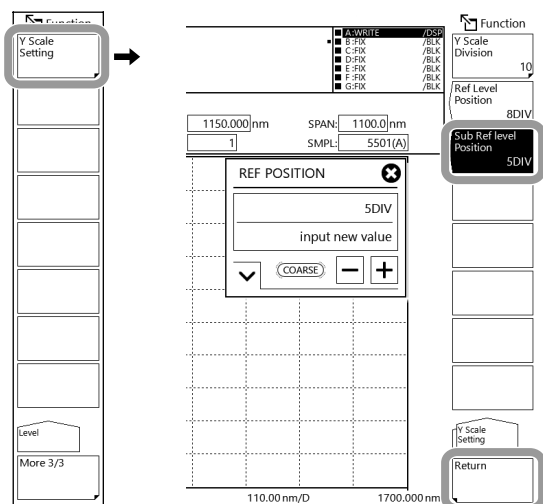 Function
Y Scale
Setting
Level
More 3/3
A:WRITE /DSP
B:FIX /BLK
C:FIX /BLK
D:FIX /BLK
E:FIX /BLK
F:FIX /BLK
G:FIX /BLK
1150.000 nm SPAN: 1100.0 nm
1 SMPL: 5501(A)
REF POSITION
5DIV
input new value
COARSE
110.00 nm/D 1700.000 nm
Function
Y Scale
Division
10
Ref Level
Position
8DIV
Sub Ref level
Position
5DIV
Y Scale
Setting
Return